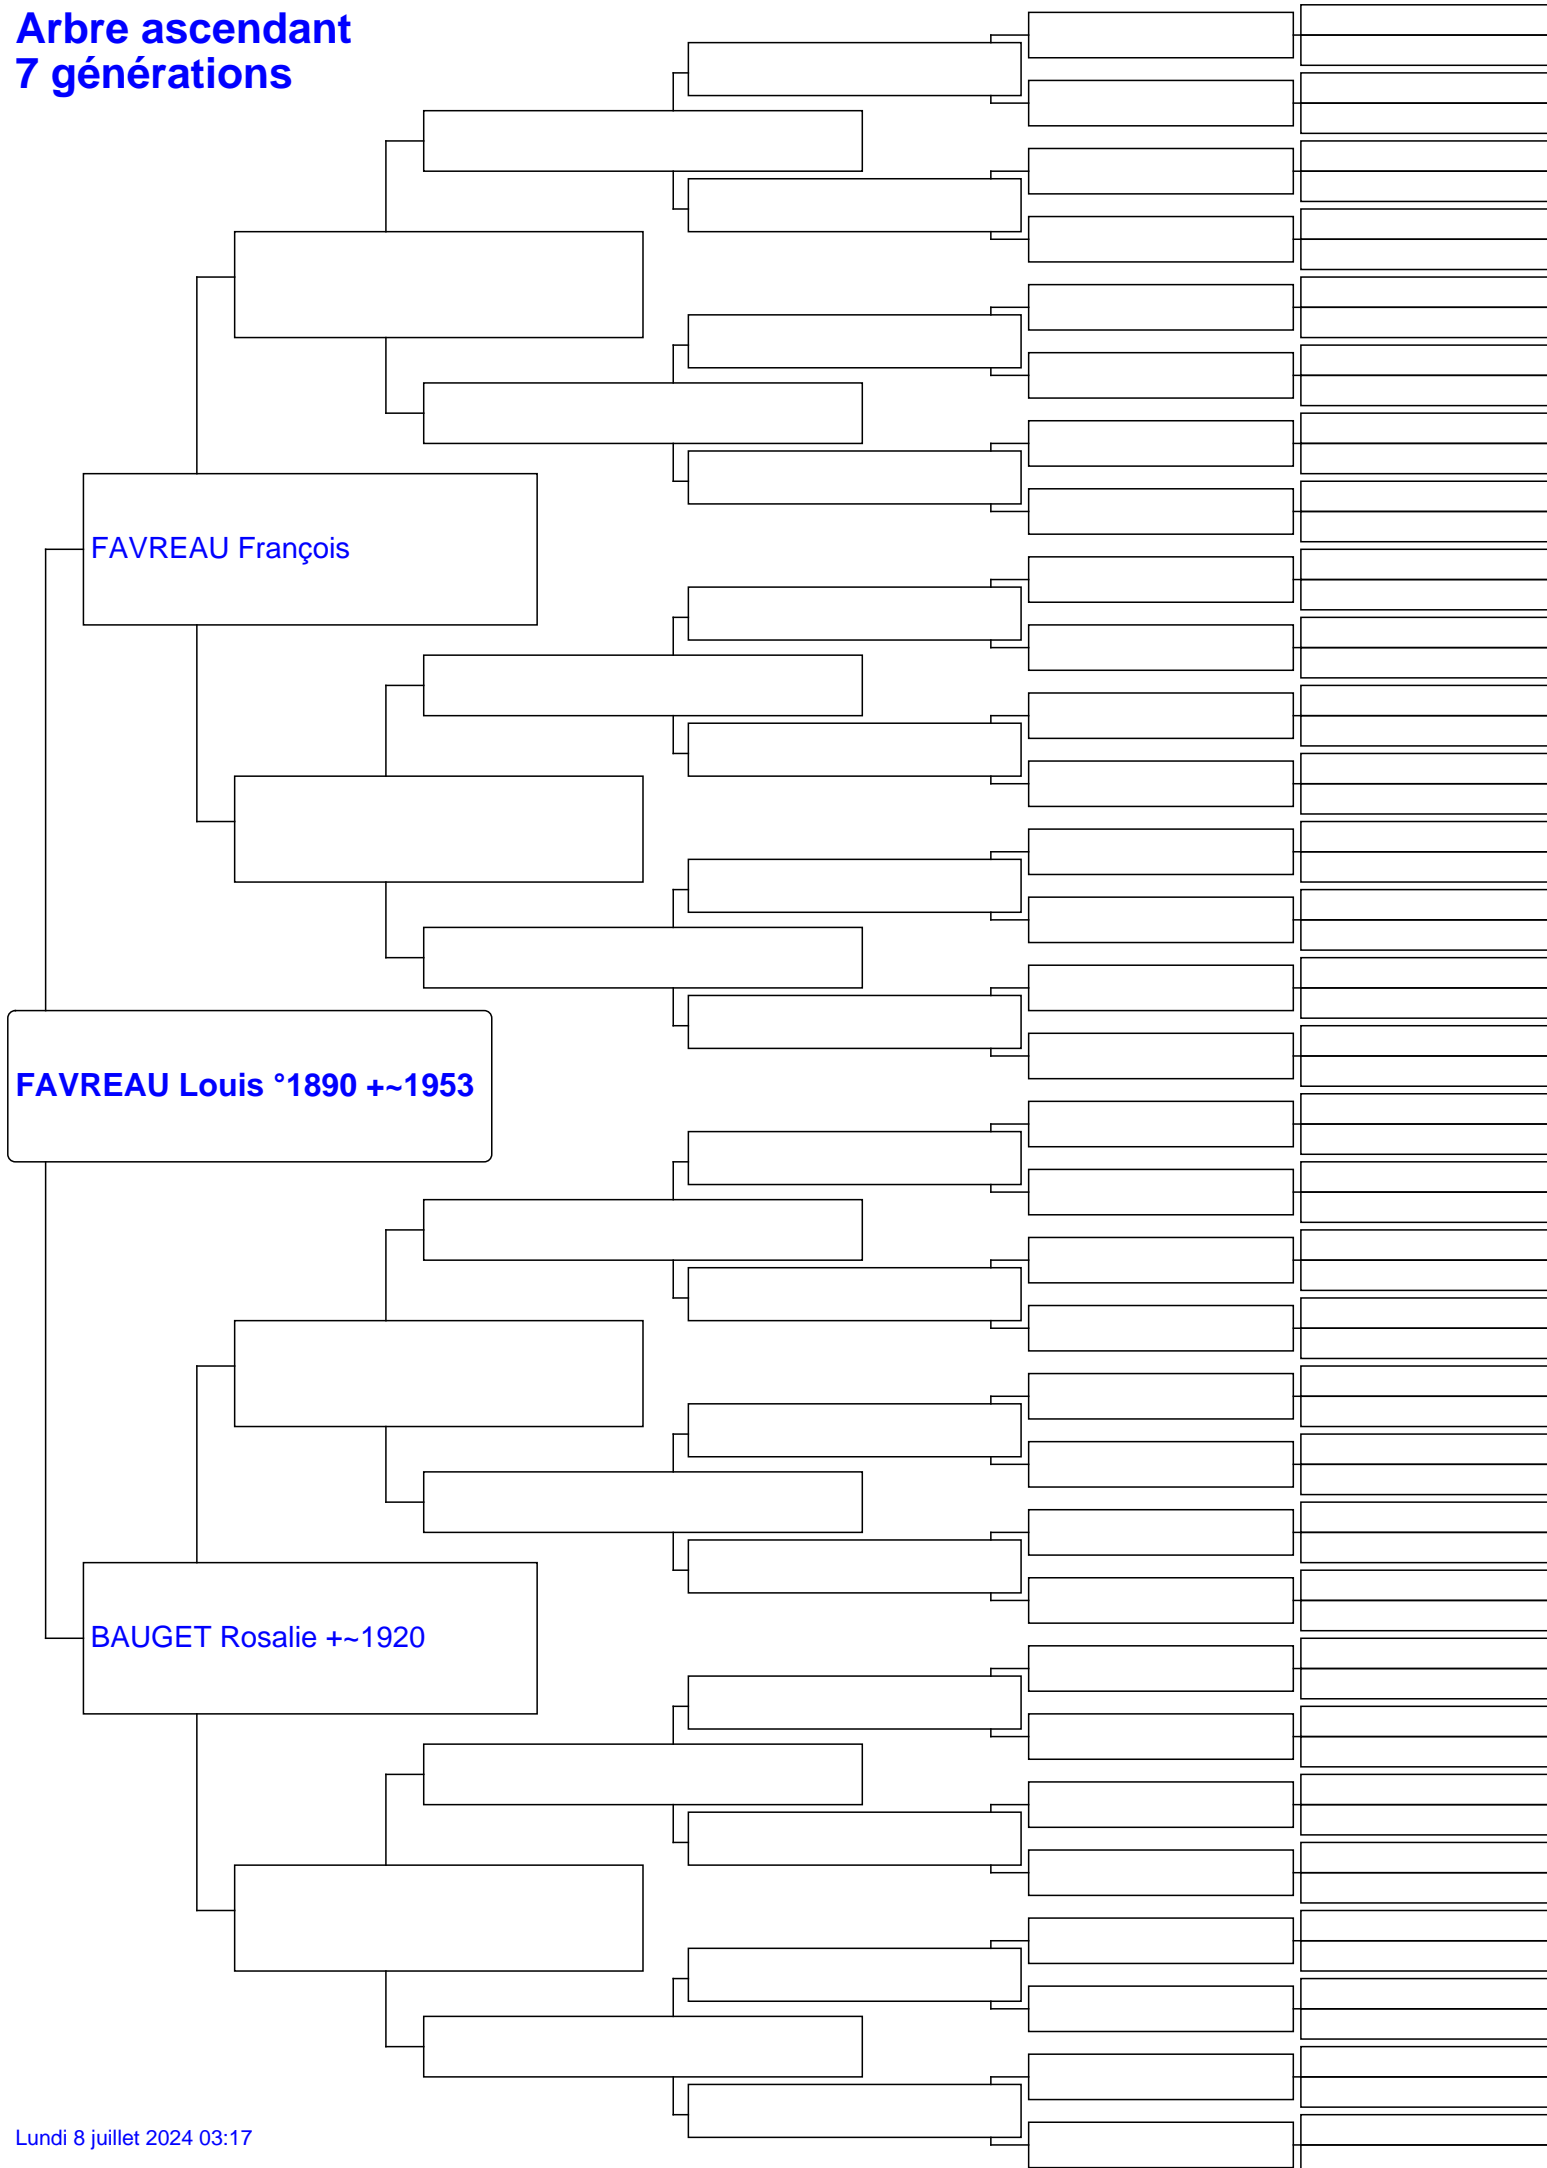 Arbre ascendant
7 générations
FAVREAU François
FAVREAU Louis °1890 +~1953
BAUGET Rosalie +~1920
Lundi 8 juillet 2024 03:17